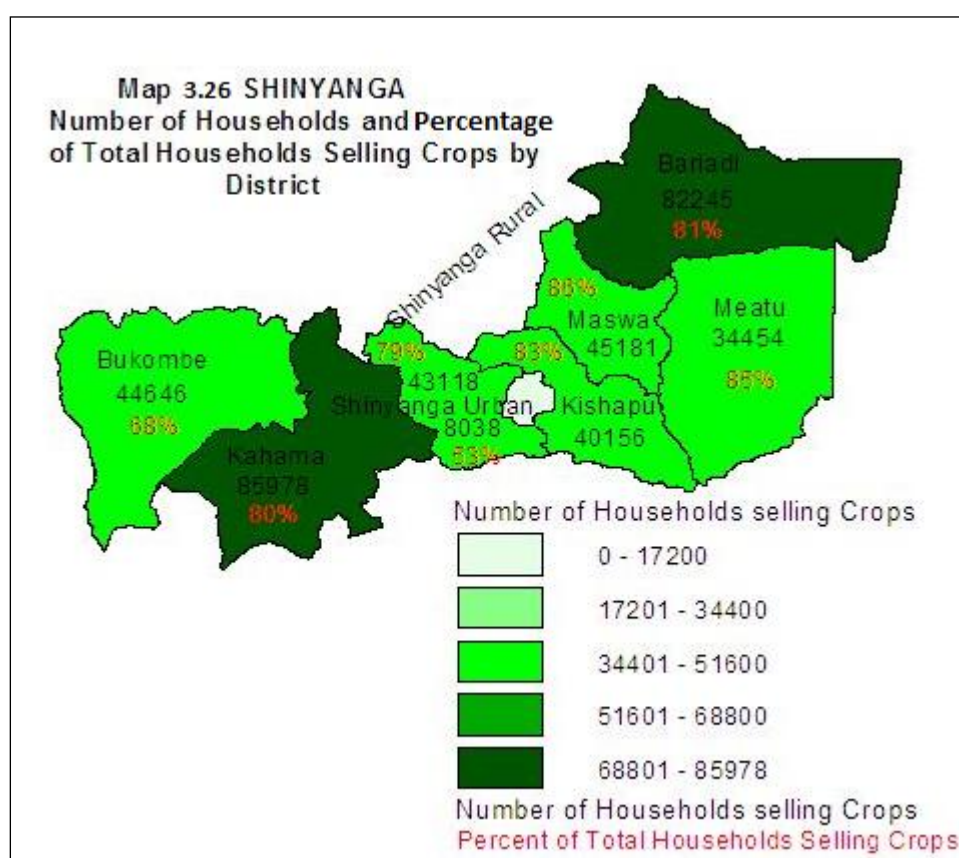 Map 3.26 SHINYANGA
Number of Households and Percentage
of Total Households Selling Crops by
District
Bariadi
82245
81%
Shinyanga Rural
86%
Maswa
45181
Meatu
34454
85%
Bukombe
44646
68%
79%
43118
83%
Shinyanga Urban
8038
53%
Kishapu
40156
Kahama
85978
80%
Number of Households selling Crops
0 - 17200
17201 - 34400
34401 - 51600
51601 - 68800
68801 - 85978
Number of Households selling Crops
Percent of Total Households Selling Crops